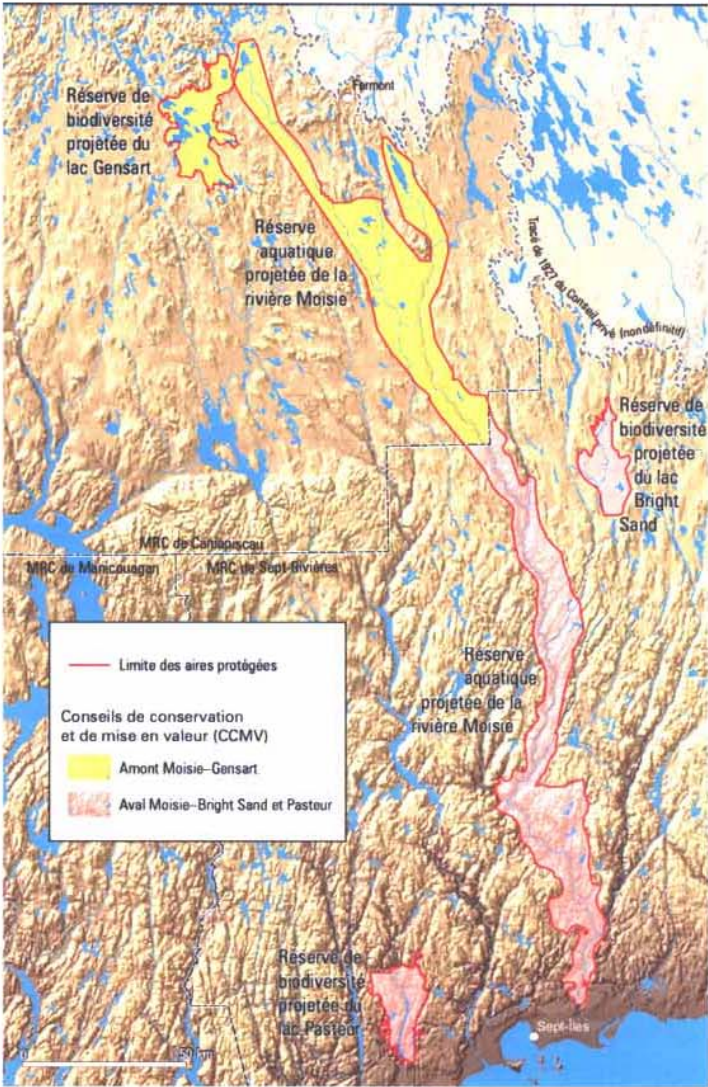 Fermont
Réserve de
biodiversité
projetée du
lac Gensart
Réserve
aquatique
projetée de la
rivière Moisie
Tracé de 1927 du Conseil privé (non définitif)
Réserve de
biodiversité
projetée
du lac
Bright
Sand
MRC de Caniapiscau
MRC de Manicouagan
MRC de Sept-Rivières
Limite des aires protégées
Conseils de conservation
et de mise en valeur (CCMV)
Amont Moisie–Gensart
Aval Moisie–Bright Sand et Pasteur
Réserve
aquatique
projetée de la
rivière Moisie
Réserve de
biodiversité
projetée du
lac Pasteur
Sept-Îles
0 50 km